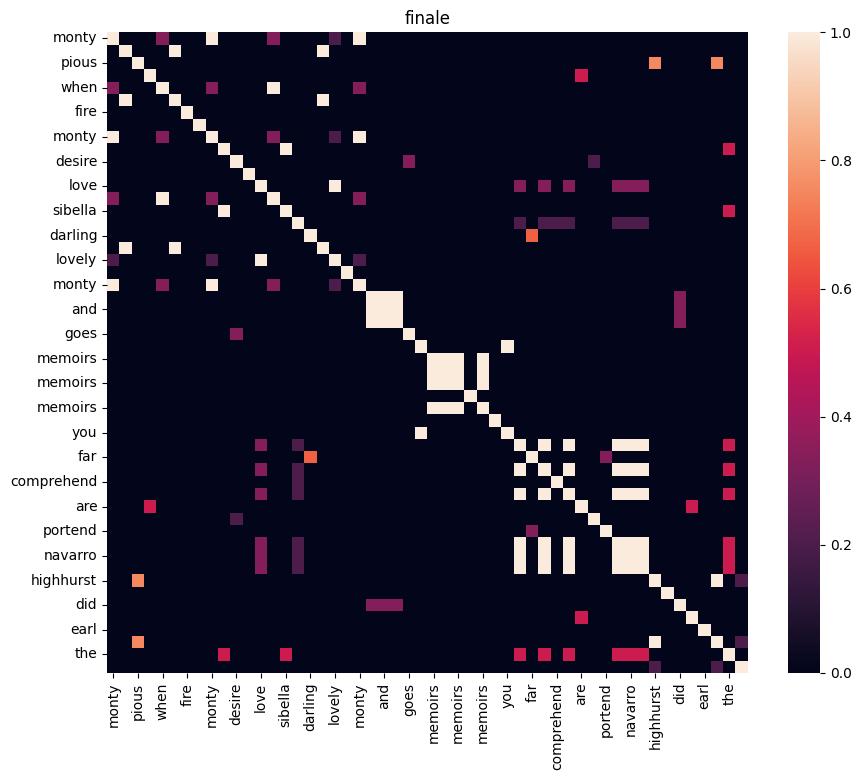 finale
monty
pious
when
fire
monty
desire
love
sibella
darling
lovely
monty
and
goes
memoirs
memoirs
memoirs
you
far
comprehend
are
portend
navarro
highhurst
did
earl
the
monty
pious
when
fire
monty
desire
love
sibella
darling
lovely
monty
and
goes
memoirs
memoirs
memoirs
you
far
comprehend
are
portend
navarro
highhurst
did
earl
the
1.0
0.8
0.6
0.4
0.2
0.0